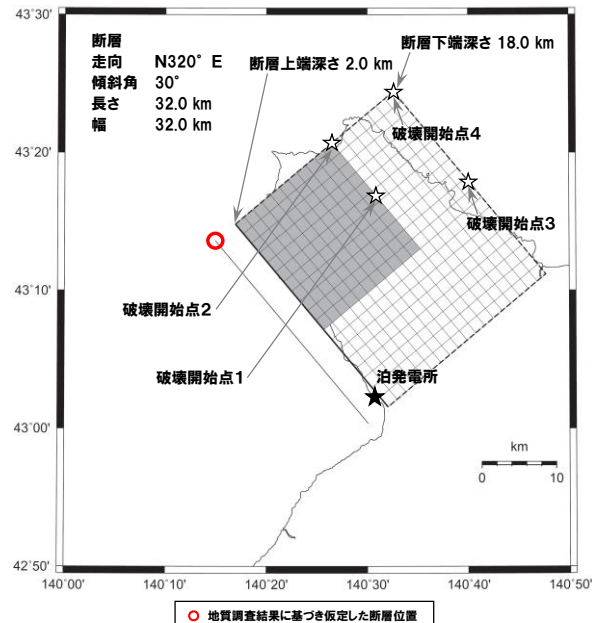 43°30'
断層
走向 N320° E
傾斜角 30°
長さ 32.0 km
幅 32.0 km
断層上端深さ 2.0 km
断層下端深さ 18.0 km
破壊開始点4
43°20'
破壊開始点3
43°10'
破壊開始点2
破壊開始点1
泊発電所
43°00'
km
0 10
42°50'
140°00' 140°10' 140°20' 140°30' 140°40' 140°50'
地質調査結果に基づき仮定した断層位置